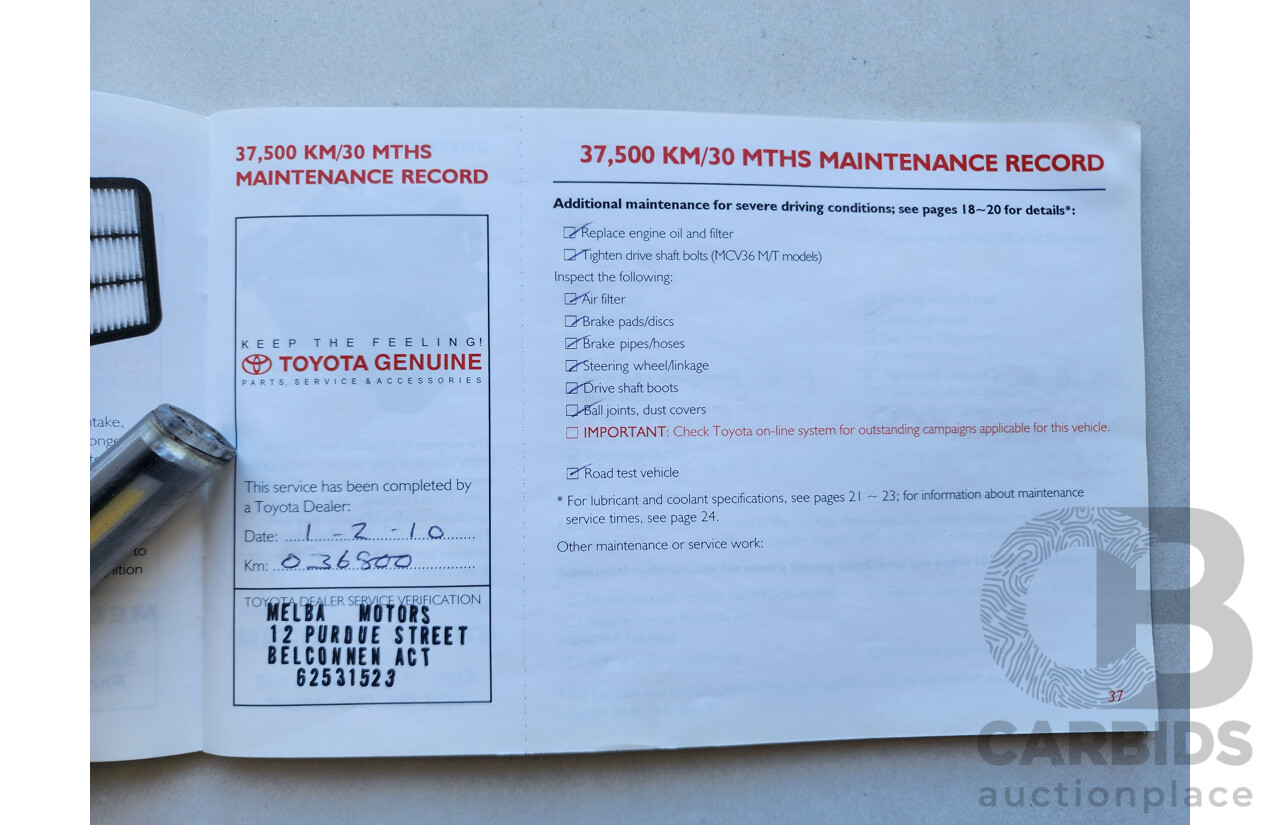 ntake,
onge
to
ition
37,500 KM/30 MTHS
MAINTENANCE RECORD
KEEP THE FEELING!
TOYOTA GENUINE
PARTS, SERVICE & ACCESSORIES
This service has been completed by
a Toyota Dealer:
Date: 1-2-10
Km: 036800
TOYOTA DEALER SERVICE VERIFICATION
MELBA MOTORS
12 PURDUE STREET
BELCONNEN ACT
62531523
37,500 KM/30 MTHS MAINTENANCE RECORD
Additional maintenance for severe driving conditions; see pages 18~20 for details*:
Replace engine oil and filter
Tighten drive shaft bolts (MCV36 M/T models)
Inspect the following:
Air filter
Brake pads/discs
Brake pipes/hoses
Steering wheel/linkage
Drive shaft boots
Ball joints, dust covers
IMPORTANT: Check Toyota on-line system for outstanding campaigns applicable for this vehicle.
Road test vehicle
* For lubricant and coolant specifications, see pages 21 ~ 23; for information about maintenance
service times, see page 24.
Other maintenance or service work:
37
CB
CARBIDS
auctionplace